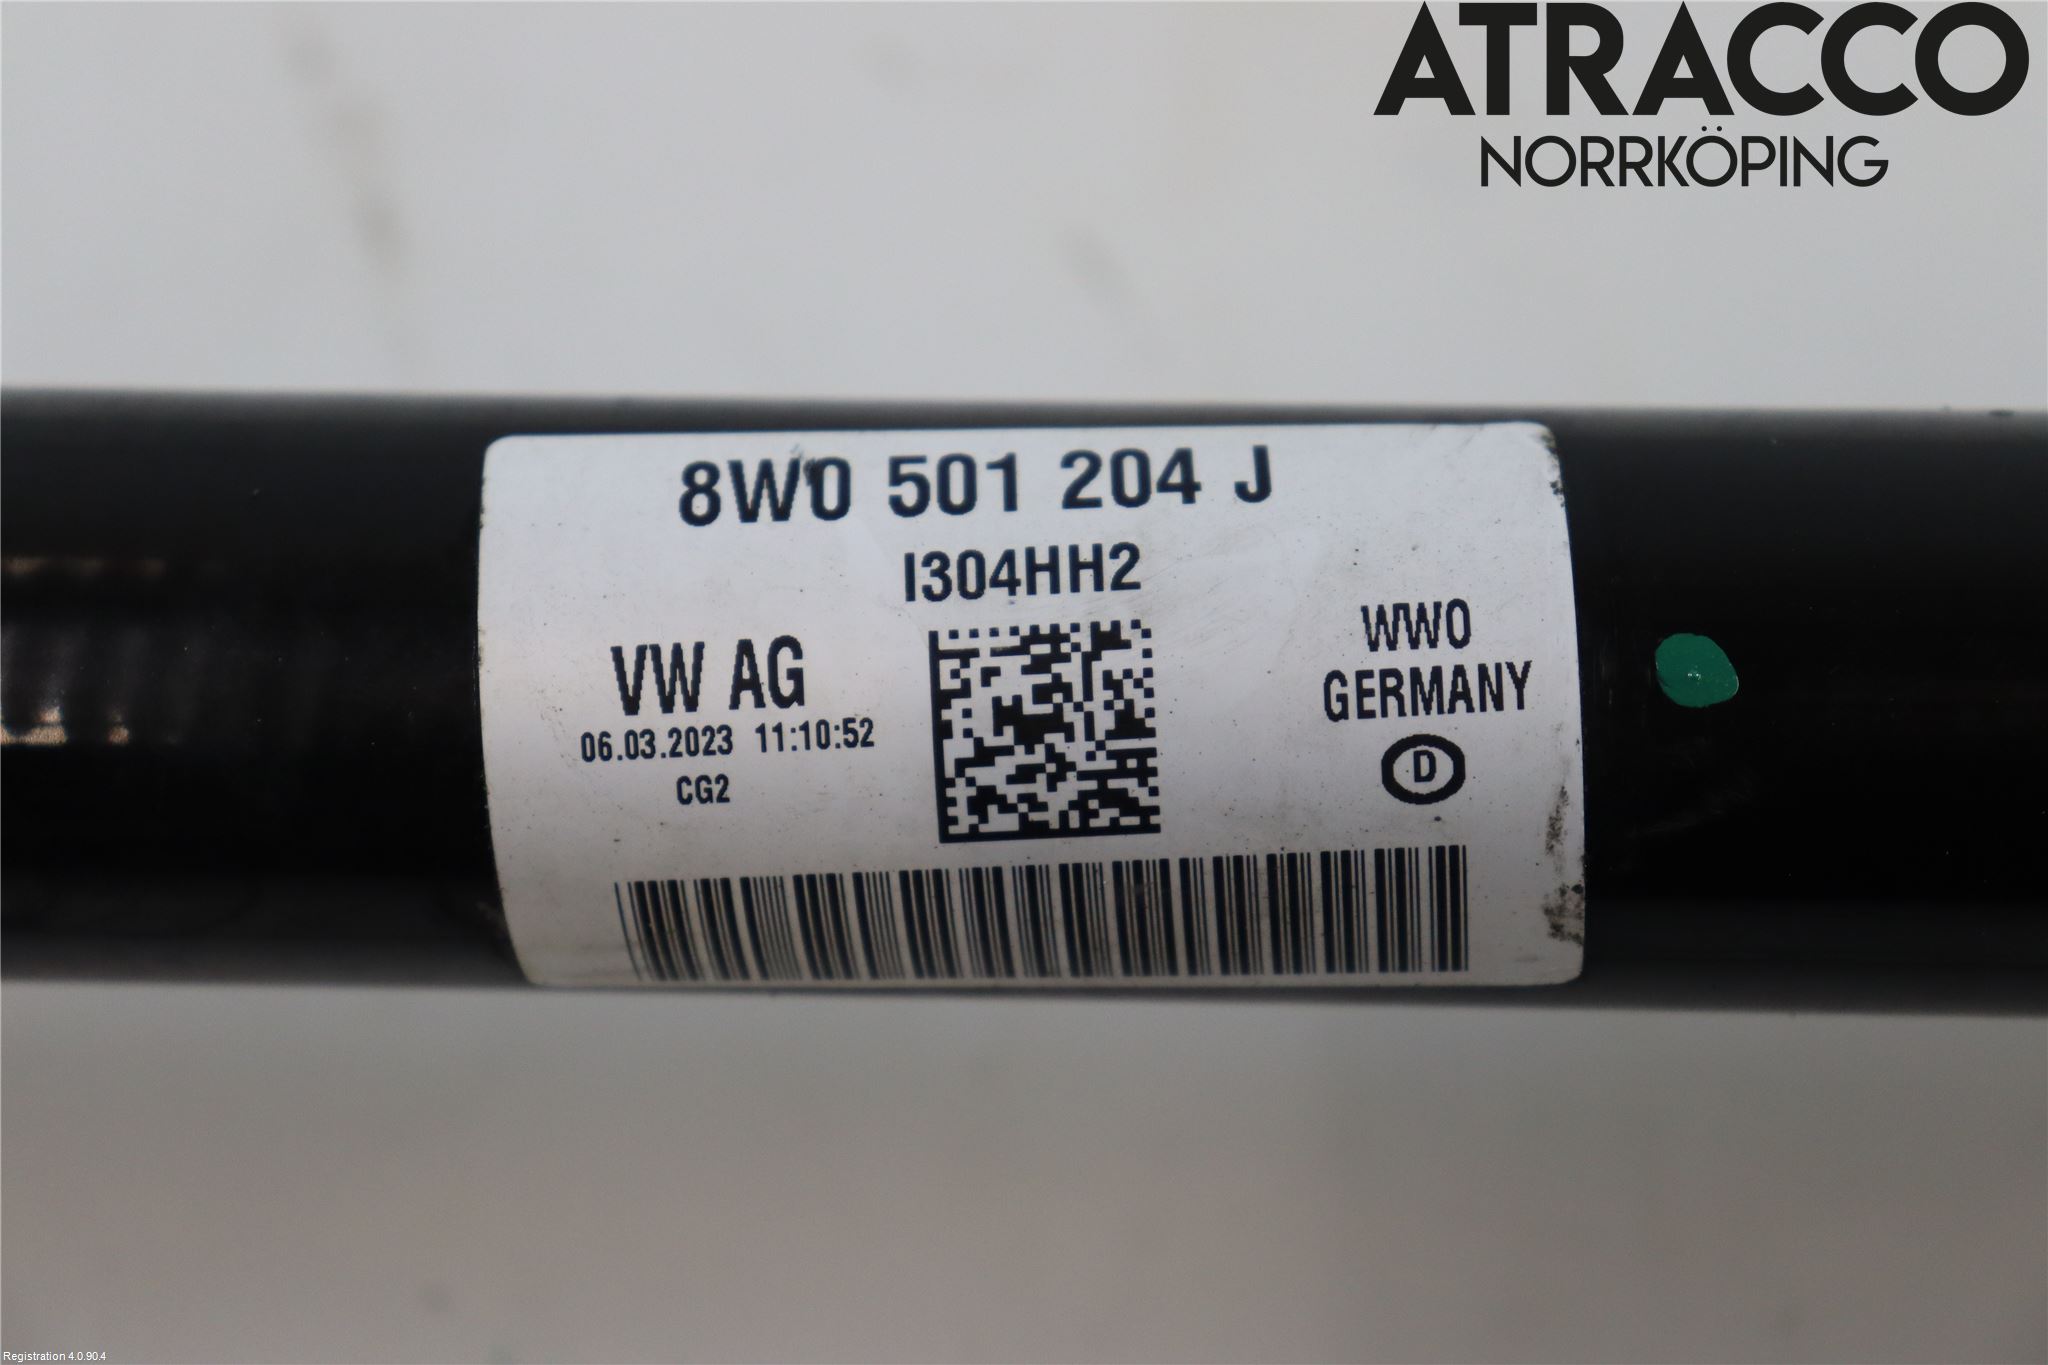 ATRACCO
NORRKÖPING
8W0 501 204 J
I304HH2
VW AG
06.03.2023 11:10:52
CG2
WWO
GERMANY
D
Registration 4.0.90.4